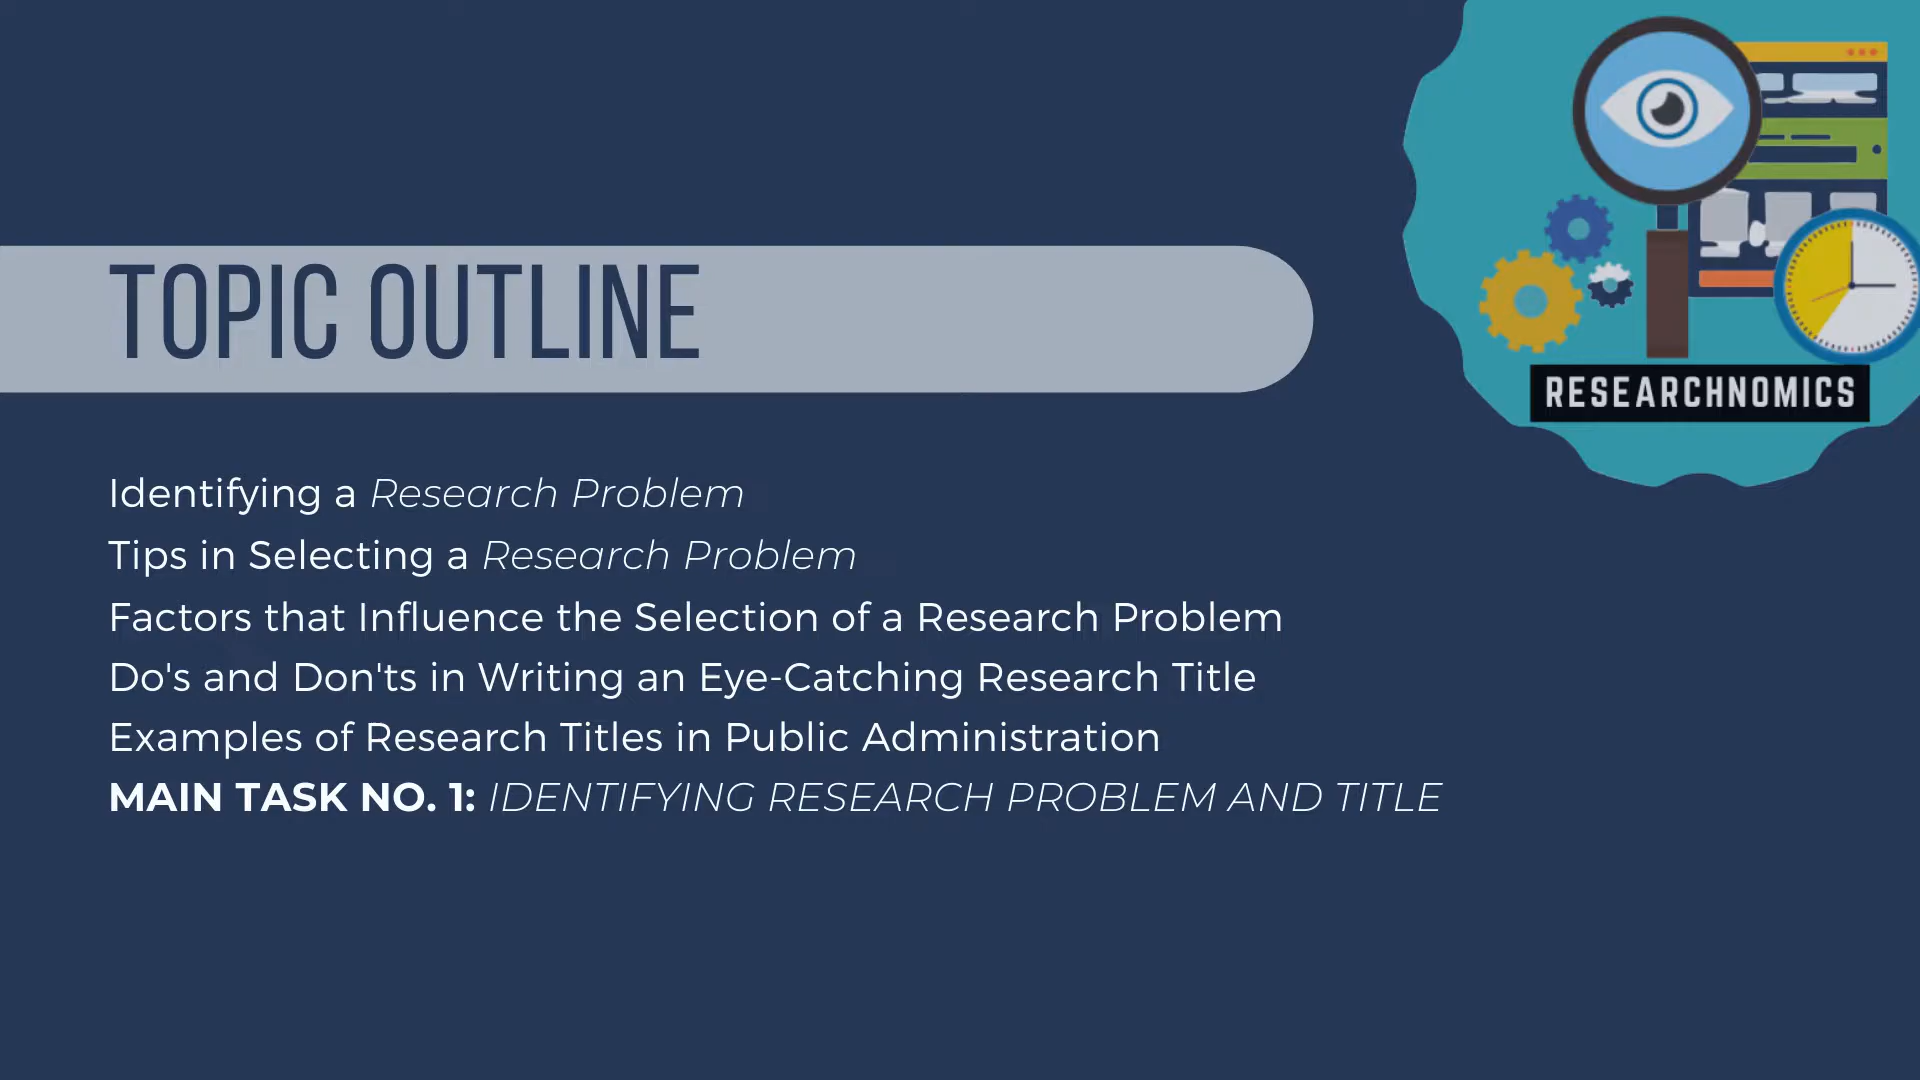 RESEARCHNOMICS
TOPIC OUTLINE
Identifying a Research Problem
Tips in Selecting a Research Problem
Factors that Influence the Selection of a Research Problem
Do's and Don'ts in Writing an Eye-Catching Research Title
Examples of Research Titles in Public Administration
MAIN TASK NO. 1: IDENTIFYING RESEARCH PROBLEM AND TITLE